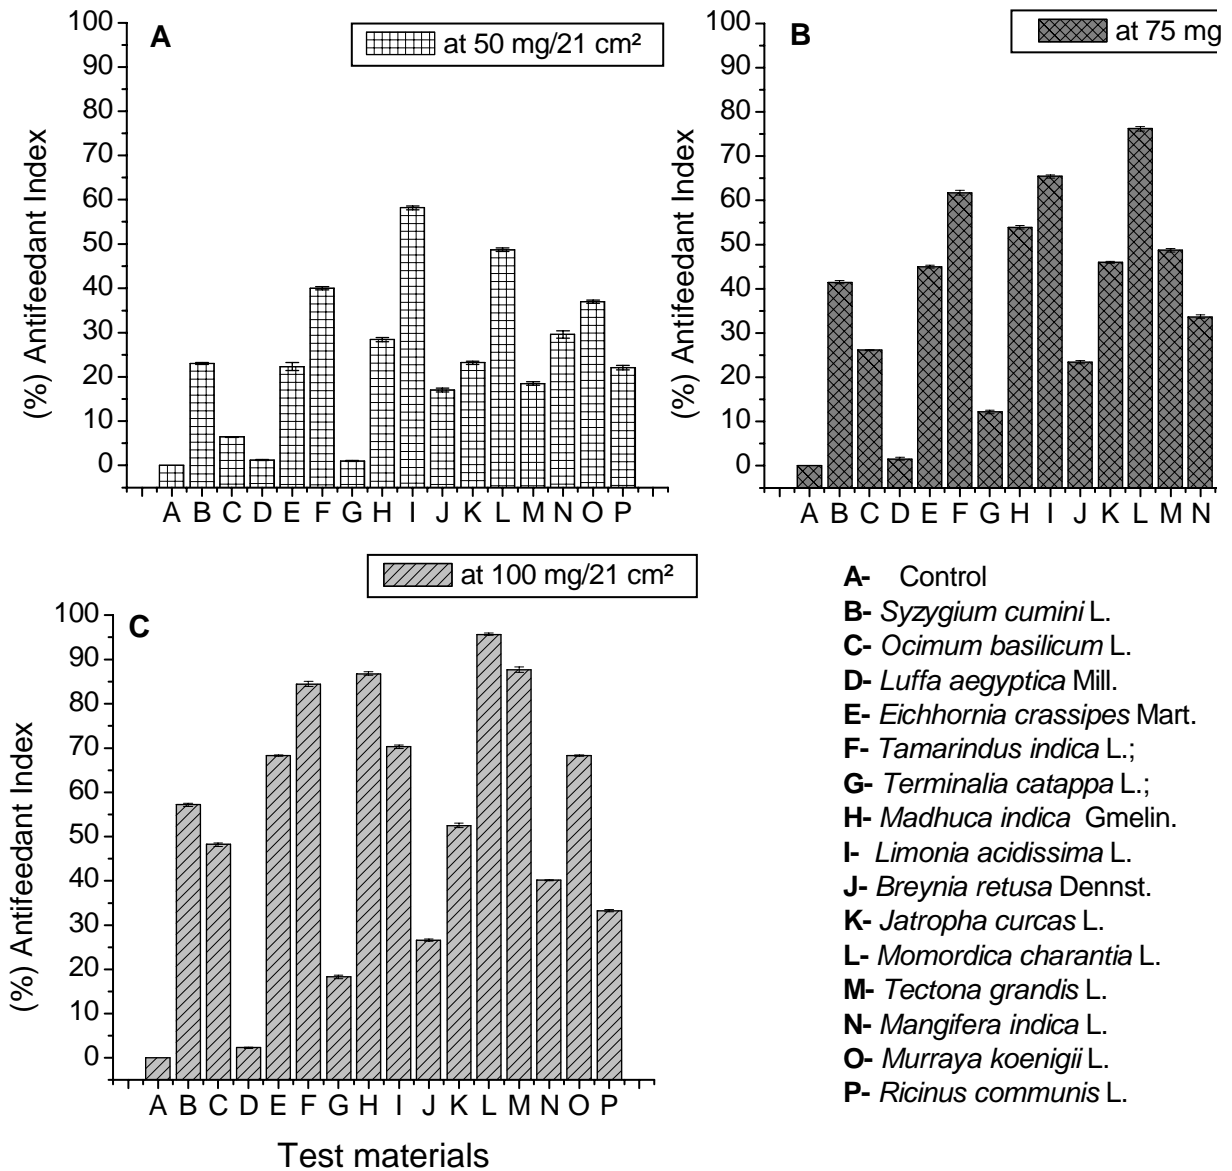 A
at 50 mg/21 cm²
(%) Antifeedant Index
100
90
80
70
60
50
40
30
20
10
0
A B C D E F G H I J K L M N O P
B
at 75 mg
(%) Antifeedant Index
100
90
80
70
60
50
40
30
20
10
0
A B C D E F G H I J K L M N
C
at 100 mg/21 cm²
(%) Antifeedant Index
100
90
80
70
60
50
40
30
20
10
0
A B C D E F G H I J K L M N O P
Test materials
A- Control
B- Syzygium cumini L.
C- Ocimum basilicum L.
D- Luffa aegyptica Mill.
E- Eichhornia crassipes Mart.
F- Tamarindus indica L.;
G- Terminalia catappa L.;
H- Madhuca indica Gmelin.
I- Limonia acidissima L.
J- Breynia retusa Dennst.
K- Jatropha curcas L.
L- Momordica charantia L.
M- Tectona grandis L.
N- Mangifera indica L.
O- Murraya koenigii L.
P- Ricinus communis L.